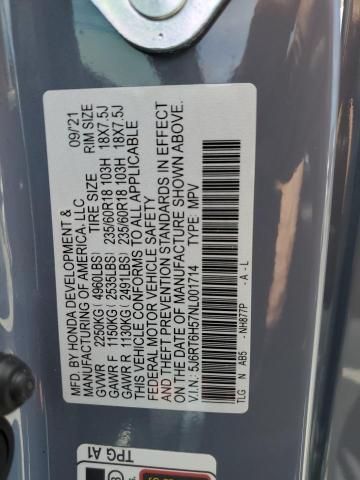 MFD. BY HONDA DEVELOPMENT & 09/'21
MANUFACTURING OF AMERICA, LLC
TIRE SIZE RIM SIZE
GVWR 2250KG ( 4960LBS)
GAWR F 1150KG ( 2535LBS) 235/60R18 103H 18X7.5J
GAWR R 1130KG ( 2491LBS) 235/60R18 103H 18X7.5J
THIS VEHICLE CONFORMS TO ALL APPLICABLE
FEDERAL MOTOR VEHICLE SAFETY
AND THEFT PREVENTION STANDARDS IN EFFECT
ON THE DATE OF MANUFACTURE SHOWN ABOVE.
V.I.N.: 5J6RT6H57NL001714 TYPE: MPV
TLG N AB5 - NH877P - A - L
TPG A1